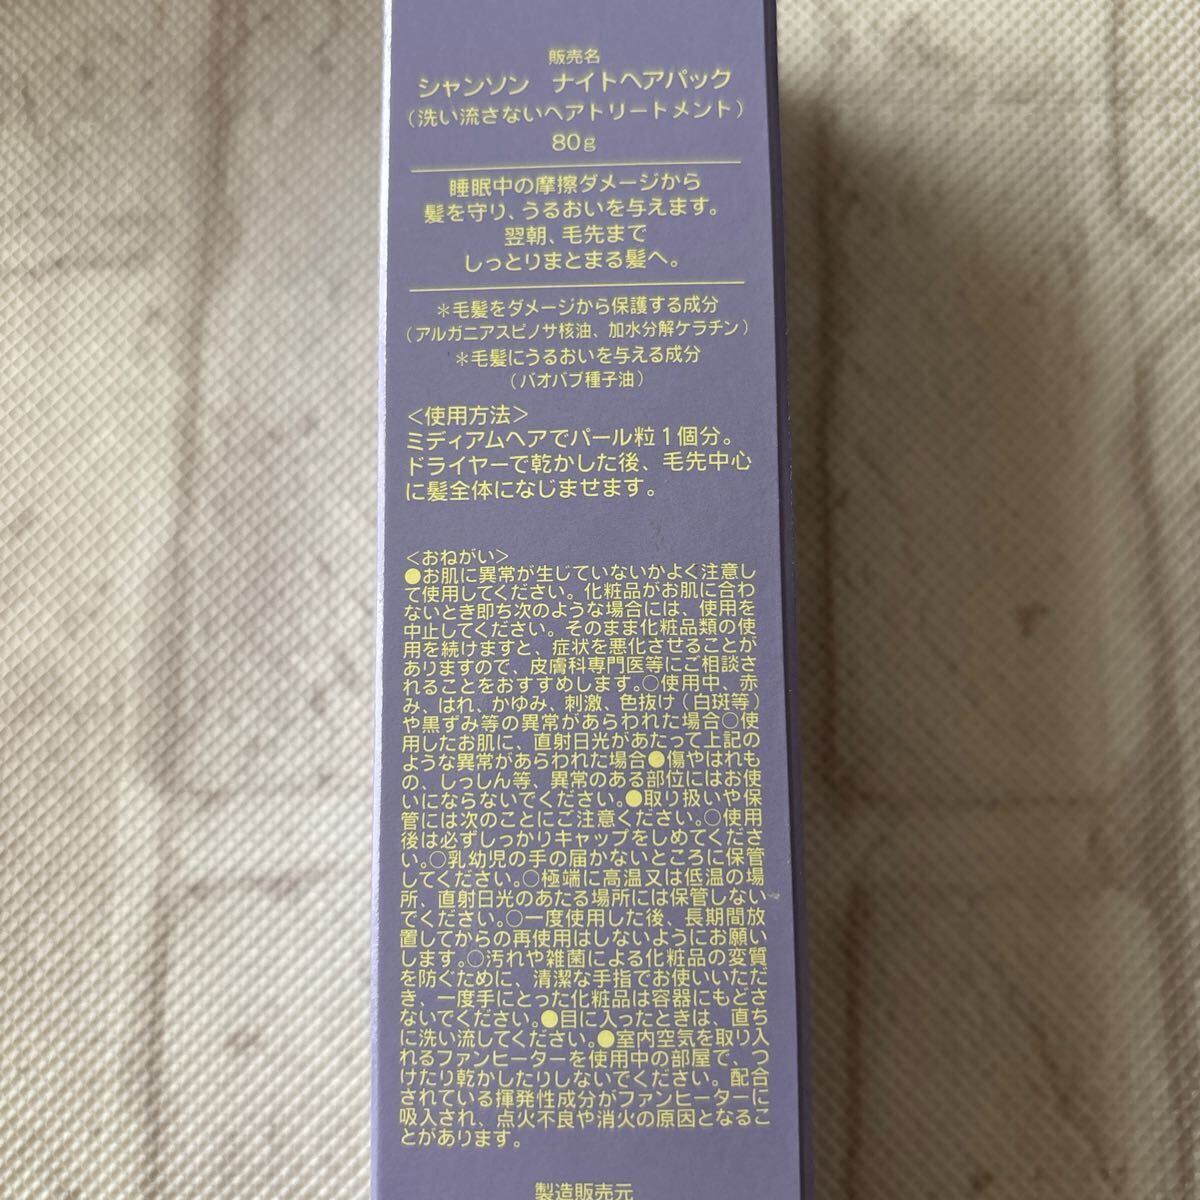 販売名
シャンソン　ナイトヘアパック
（洗い流さないヘアトリートメント）
80g
睡眠中の摩擦ダメージから
髪を守り、うるおいを与えます。
翌朝、毛先まで
しっとりまとまる髪へ。
＊毛髪をダメージから保護する成分
（アルガニアスピノサ核油、加水分解ケラチン）
＊毛髪にうるおいを与える成分
（バオバブ種子油）
＜使用方法＞
ミディアムヘアでパール粒１個分。
ドライヤーで乾かした後、毛先中心
に髪全体になじませます。
＜おねがい＞
●お肌に異常が生じていないかよく注意し
て使用してください。化粧品がお肌に合わ
ないとき即ち次のような場合には、使用を
中止してください。そのまま化粧品類の使
用を続けますと、症状を悪化させることが
ありますので、皮膚科専門医等にご相談さ
れることをおすすめします。○使用中、赤
み、はれ、かゆみ、刺激、色抜け（白斑等）
や黒ずみ等の異常があらわれた場合○使
用したお肌に、直射日光があたって上記の
ような異常があらわれた場合●傷やはれも
の、しっしん等、異常のある部位にはお使
いにならないでください。●取り扱いや保
管には次のことにご注意ください。○使用
後は必ずしっかりキャップをしめてくださ
い。○乳幼児の手の届かないところに保管
してください。○極端に高温又は低温の場
所、直射日光のあたる場所には保管しない
でください。○一度使用した後、長期間放
置してからの再使用はしないようにお願い
します。○汚れや雑菌による化粧品の変質
を防ぐために、清潔な手指でお使いいただ
き、一度手にとった化粧品は容器にもどさ
ないでください。●目に入ったときは、直ち
に洗い流してください。●室内空気を取り入
れるファンヒーターを使用中の部屋で、つ
けたり乾かしたりしないでください。配合
されている揮発性成分がファンヒーターに
吸入され、点火不良や消火の原因となるこ
とがあります。
製造販売元